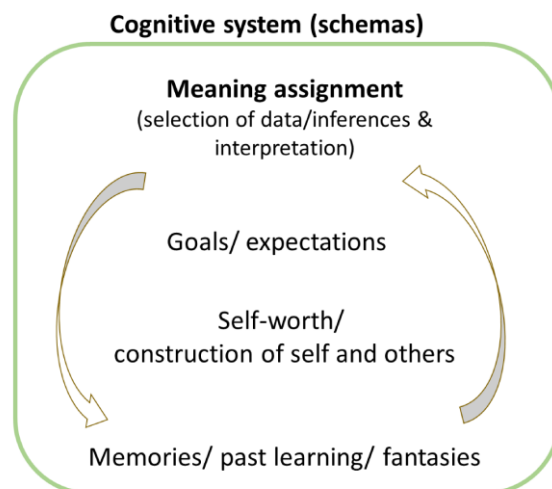 Cognitive system (schemas)
Meaning assignment
(selection of data/inferences &
interpretation)
Goals/ expectations
Self-worth/
construction of self and others
Memories/ past learning/ fantasies